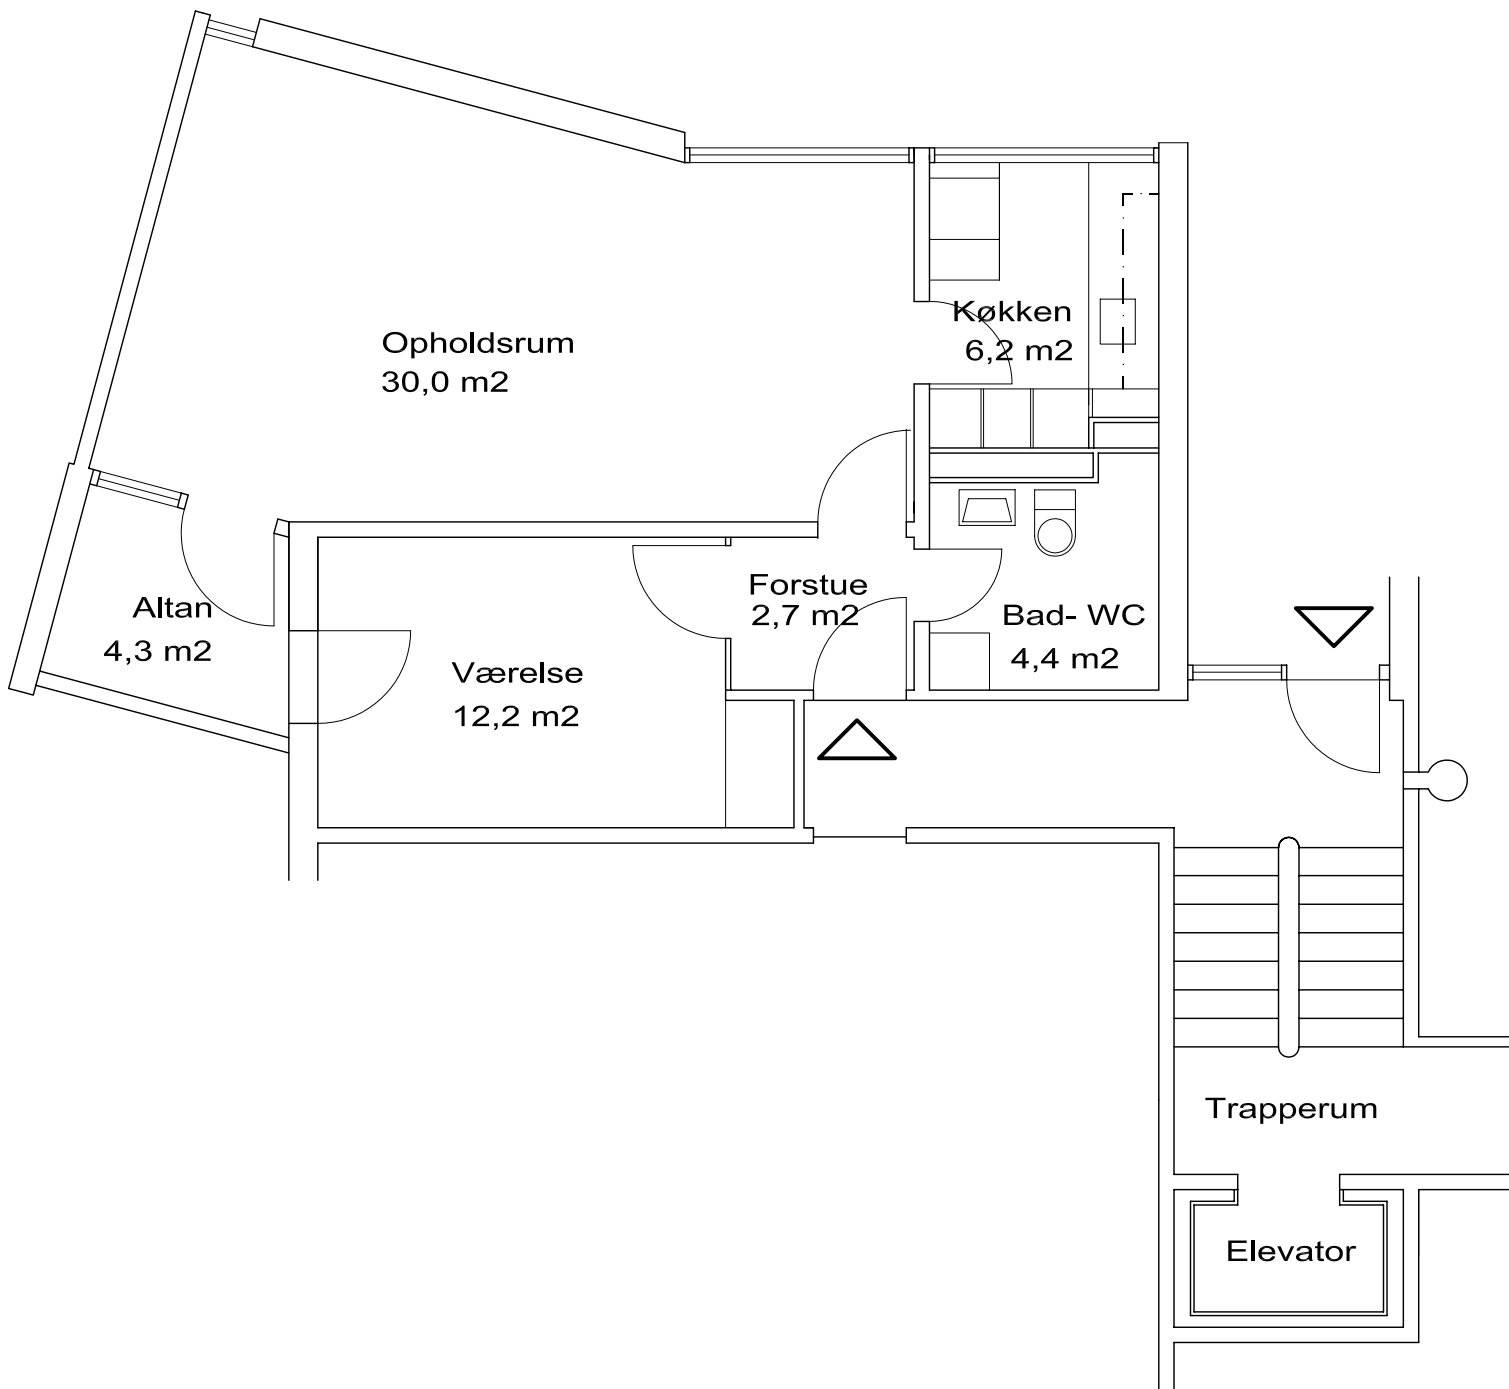 Køkken
6,2 m2
Opholdsrum
30,0 m2
Forstue
2,7 m2
Altan
4,3 m2
Bad- WC
4,4 m2
Værelse
12,2 m2
Trapperum
Elevator